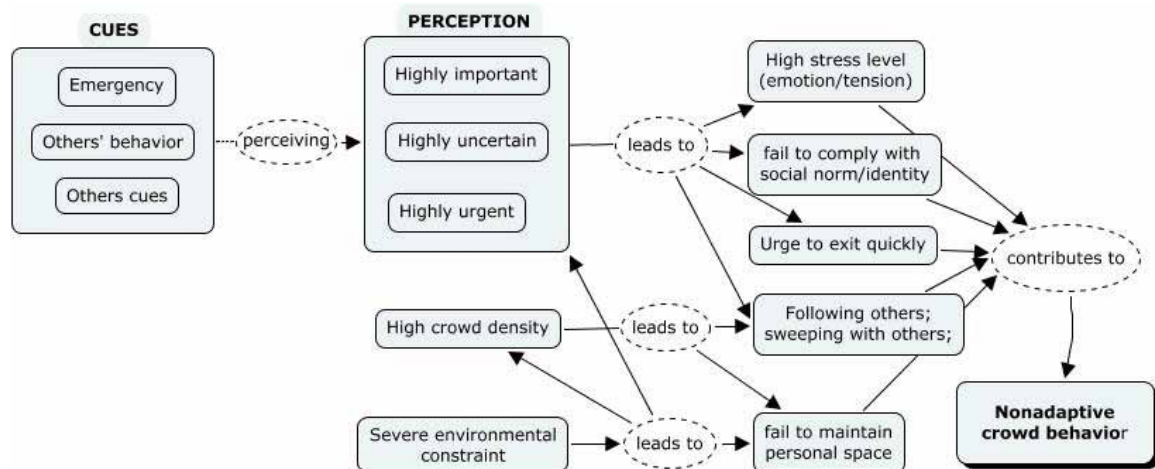 CUES
Emergency
Others' behavior
Others cues
perceiving
PERCEPTION
Highly important
Highly uncertain
Highly urgent
leads to
High stress level
(emotion/tension)
fail to comply with
social norm/identity
Urge to exit quickly
contributes to
High crowd density
leads to
Following others;
sweeping with others;
Severe environmental
constraint
leads to
fail to maintain
personal space
Nonadaptive
crowd behavior